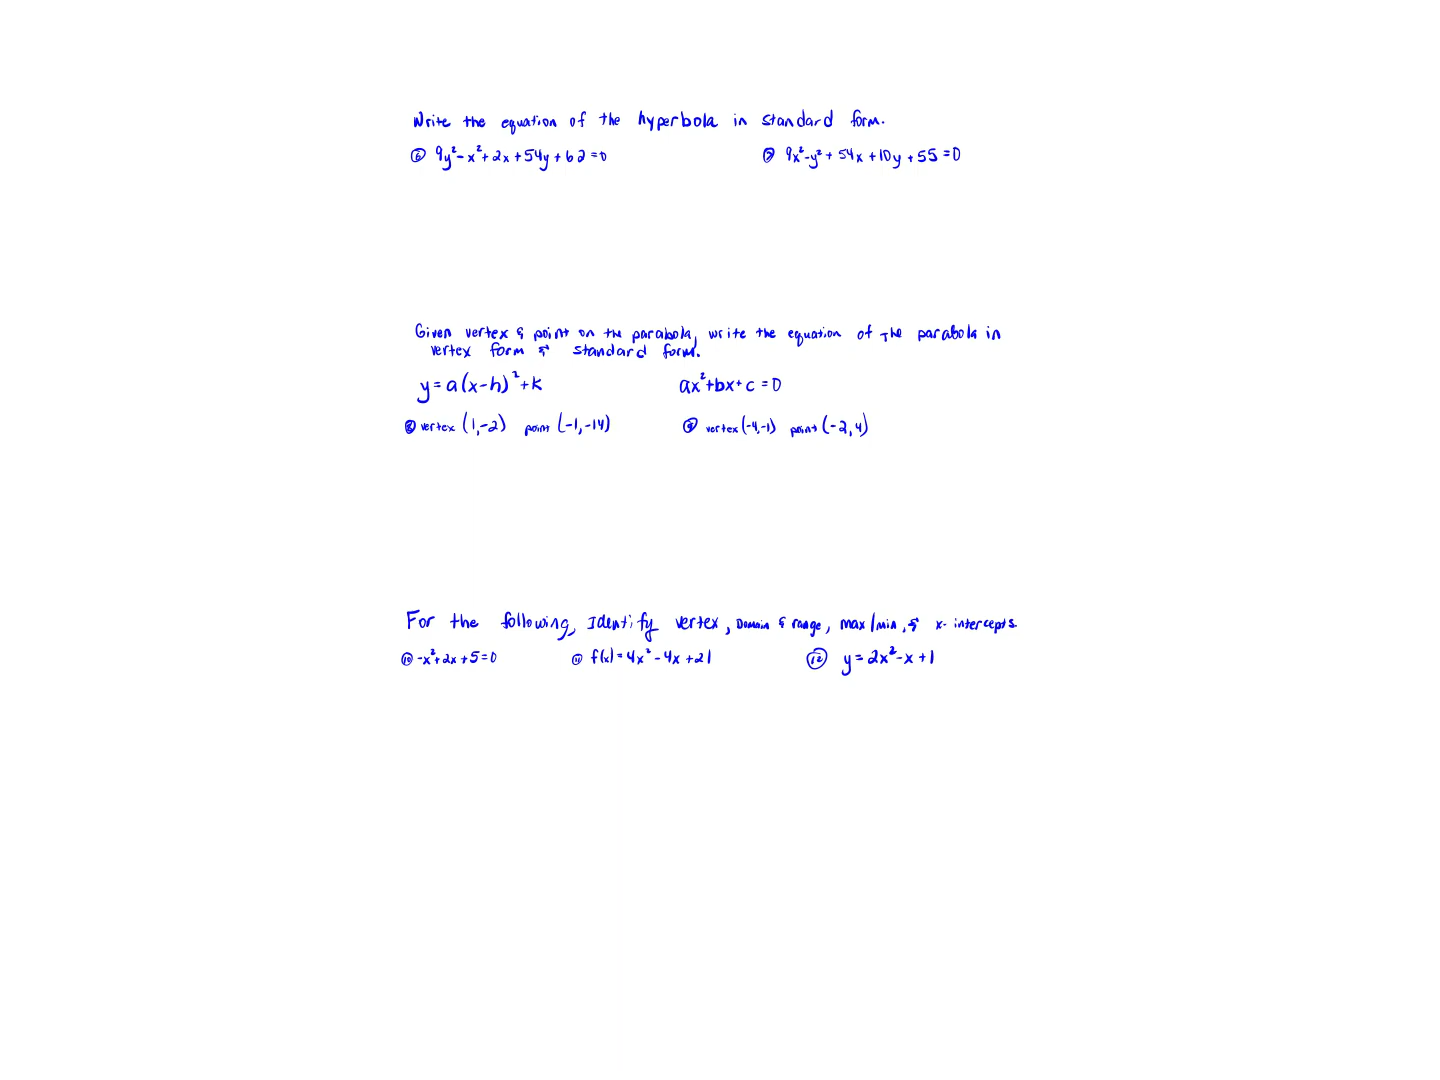 Write the equation of the hyperbola in standard form.
⑥ 9y² - x² + 2x + 54y + 62 = 0 ⑦ 9x² - y² + 54x + 10y + 55 = 0
Given vertex & point on the parabola, write the equation of the parabola in
vertex form & standard form.
y = a(x-h)² + k ax² + bx + c = 0
⑧ vertex (1, -2) point (-1, -14) ⑨ vertex (-4, -1) point (-2, 4)
For the following, Identify vertex, Domain & range, max/min, & x-intercepts.
⑩ -x² + 2x + 5 = 0 ⑪ f(x) = 4x² - 4x + 21 ⑫ y = 2x² - x + 1